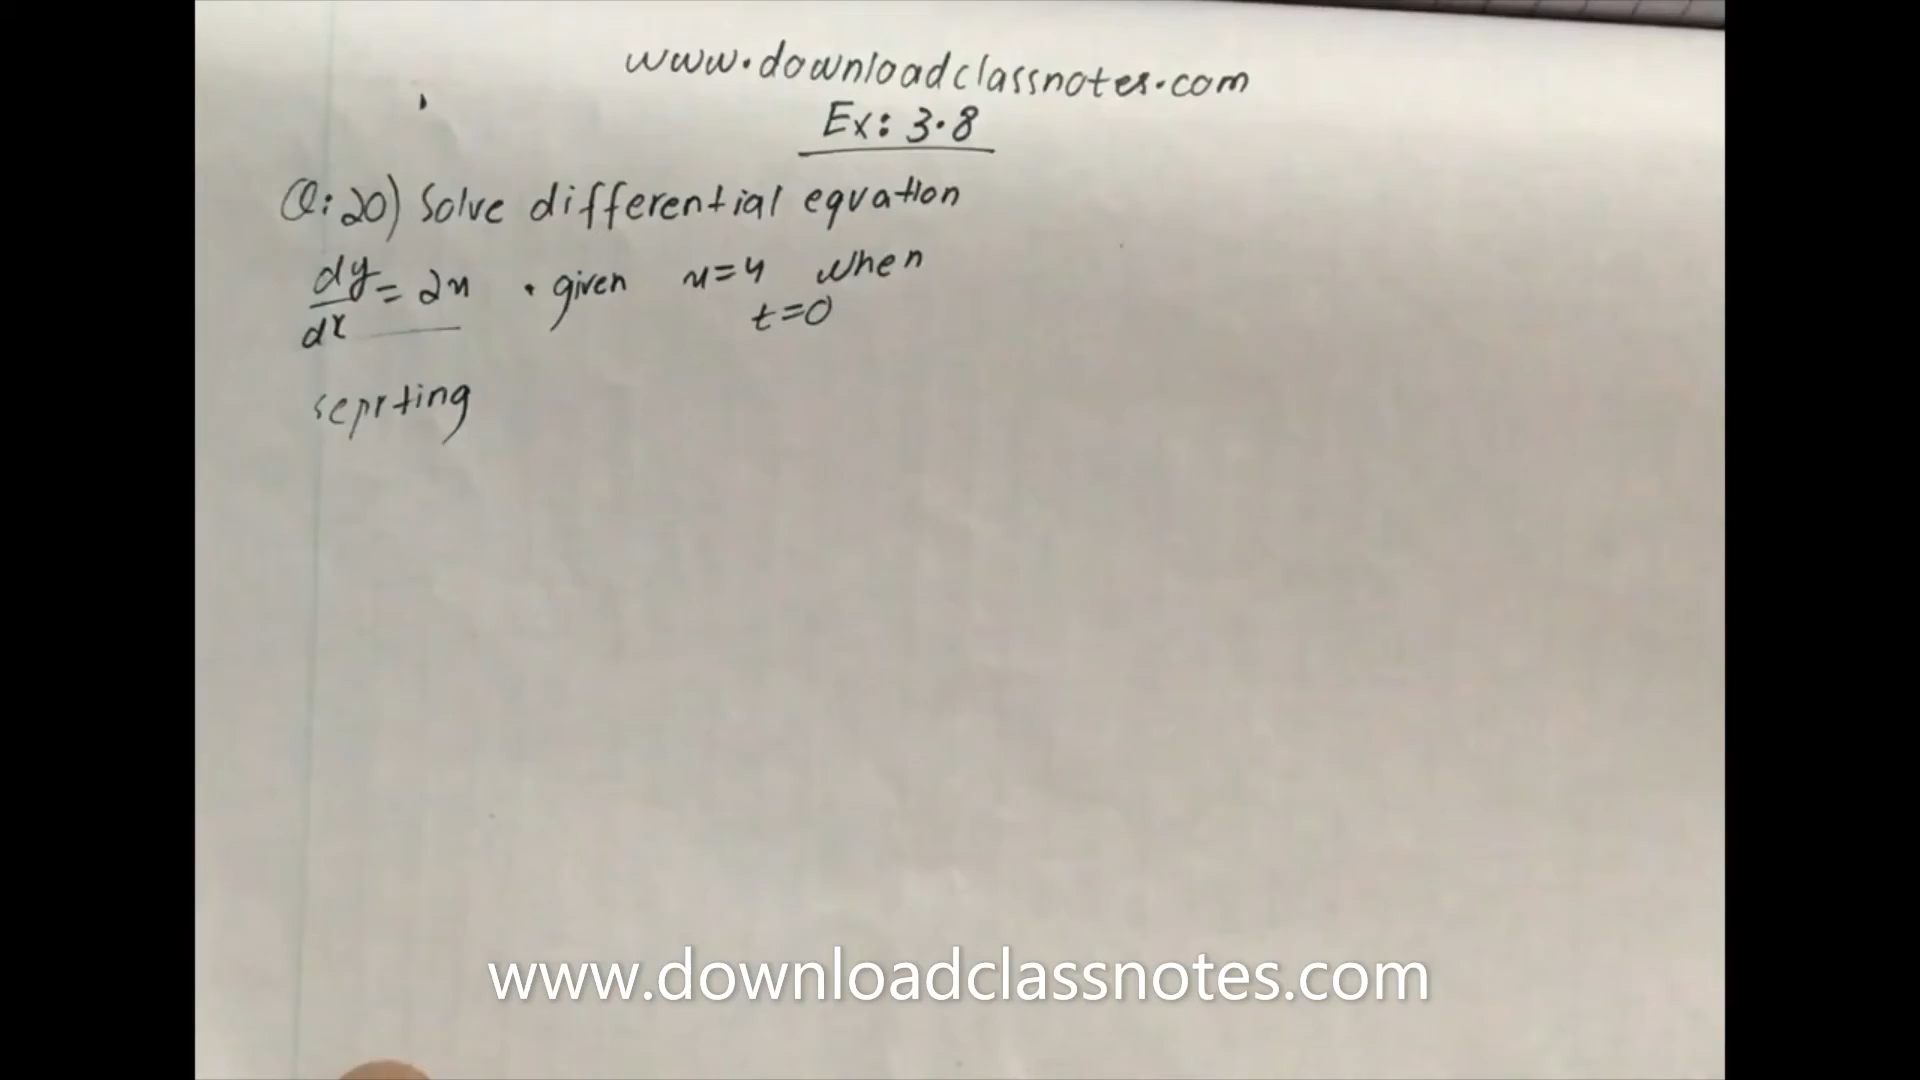 www.downloadclassnotes.com
Ex: 3.8
Q:20) Solve differential equation
dy/dx = 2x . given x=4 when
t=0
seprting
www.downloadclassnotes.com